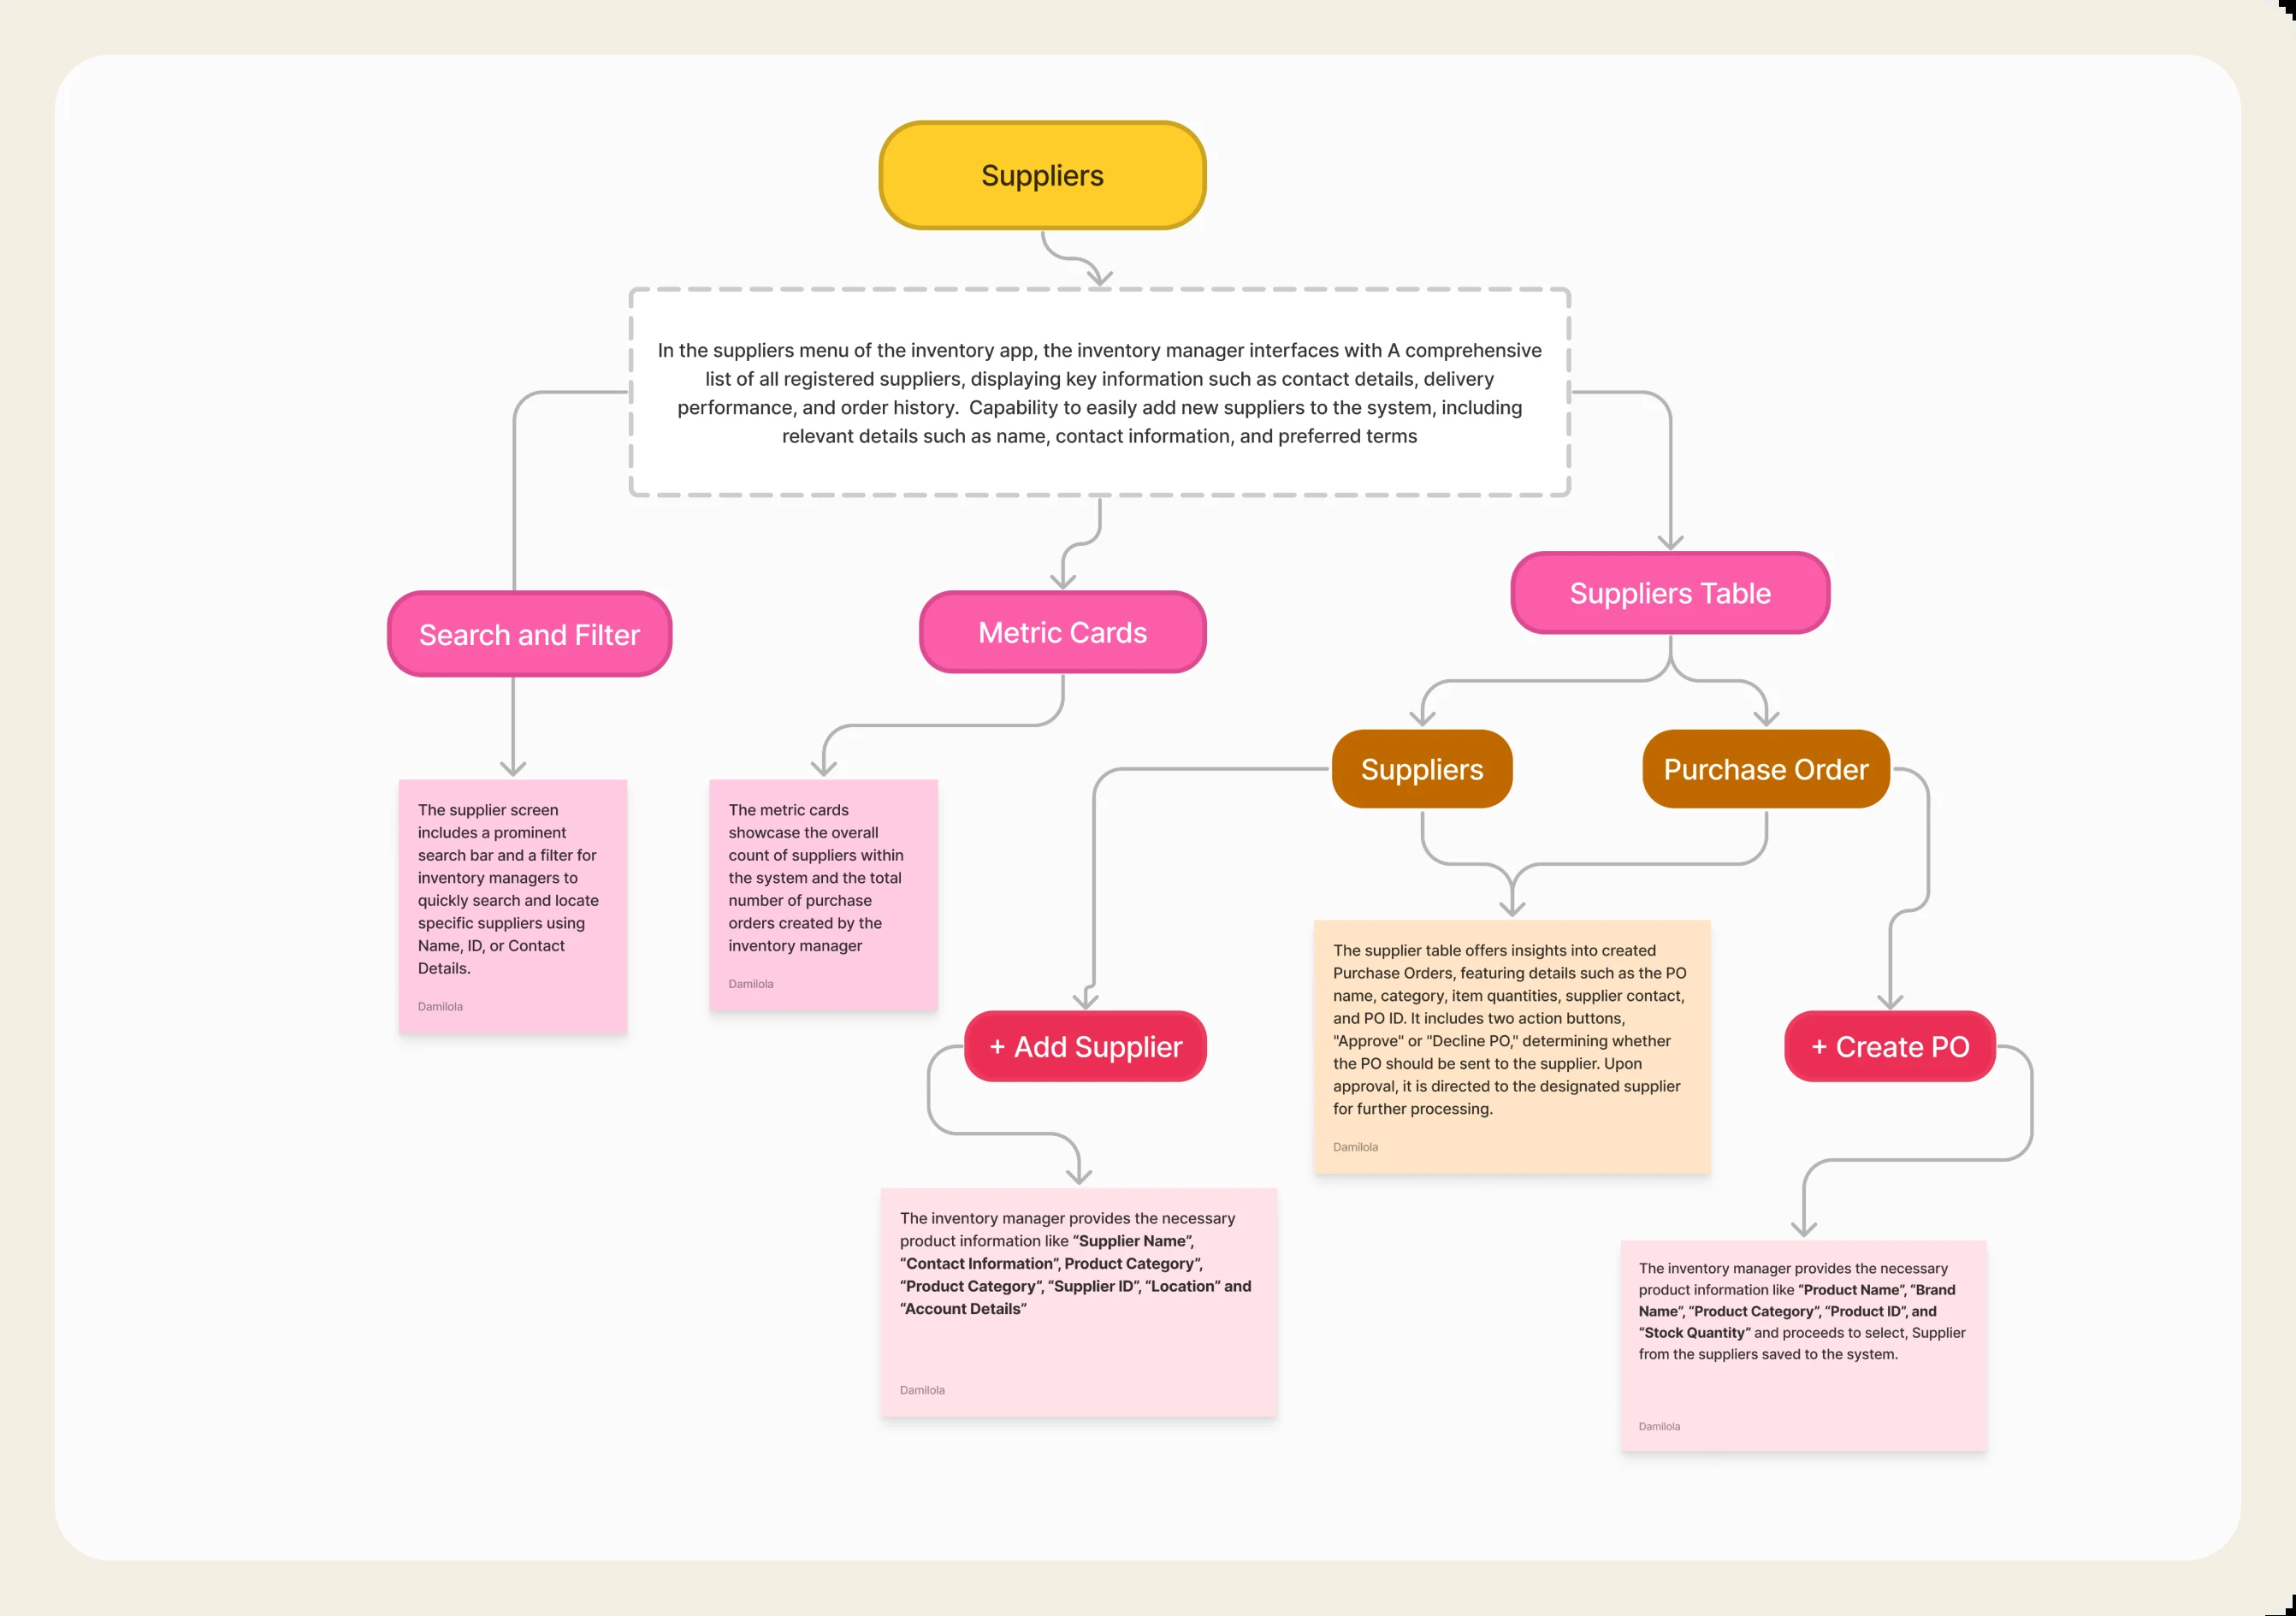 Suppliers
In the suppliers menu of the inventory app, the inventory manager interfaces with A comprehensive
list of all registered suppliers, displaying key information such as contact details, delivery
performance, and order history.  Capability to easily add new suppliers to the system, including
relevant details such as name, contact information, and preferred terms
Search and Filter
Metric Cards
Suppliers Table
Suppliers
Purchase Order
The supplier screen
includes a prominent
search bar and a filter for
inventory managers to
quickly search and locate
specific suppliers using
Name, ID, or Contact
Details.
Damilola
The metric cards
showcase the overall
count of suppliers within
the system and the total
number of purchase
orders created by the
inventory manager
Damilola
The supplier table offers insights into created
Purchase Orders, featuring details such as the PO
name, category, item quantities, supplier contact,
and PO ID. It includes two action buttons,
"Approve" or "Decline PO," determining whether
the PO should be sent to the supplier. Upon
approval, it is directed to the designated supplier
for further processing.
Damilola
+ Add Supplier
+ Create PO
The inventory manager provides the necessary
product information like “Supplier Name”,
“Contact Information”, Product Category”,
“Product Category”, “Supplier ID”, “Location” and
“Account Details”
Damilola
The inventory manager provides the necessary
product information like “Product Name”, “Brand
Name”, “Product Category”, “Product ID”, and
“Stock Quantity” and proceeds to select, Supplier
from the suppliers saved to the system.
Damilola